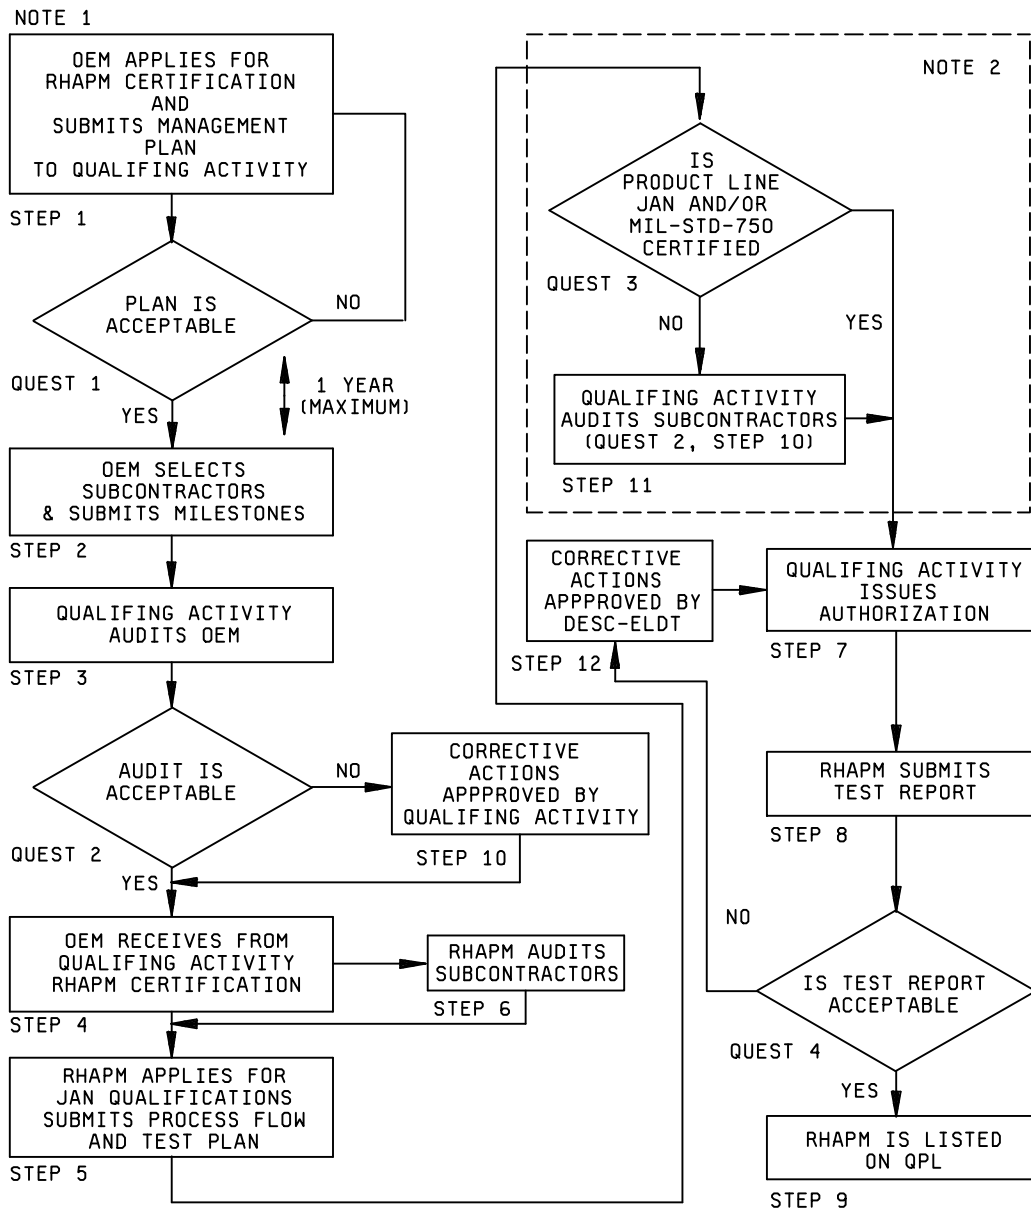 NOTE 1
OEM APPLIES FOR
RHAPM CERTIFICATION
AND
SUBMITS MANAGEMENT
PLAN
TO QUALIFING ACTIVITY
STEP 1
PLAN IS
ACCEPTABLE
NO
QUEST 1
YES
1 YEAR
(MAXIMUM)
OEM SELECTS
SUBCONTRACTORS
& SUBMITS MILESTONES
STEP 2
QUALIFING ACTIVITY
AUDITS OEM
STEP 3
AUDIT IS
ACCEPTABLE
NO
QUEST 2
YES
CORRECTIVE
ACTIONS
APPPROVED BY
QUALIFING ACTIVITY
STEP 10
OEM RECEIVES FROM
QUALIFING ACTIVITY
RHAPM CERTIFICATION
STEP 4
RHAPM AUDITS
SUBCONTRACTORS
STEP 6
RHAPM APPLIES FOR
JAN QUALIFICATIONS
SUBMITS PROCESS FLOW
AND TEST PLAN
STEP 5
NOTE 2
IS
PRODUCT LINE
JAN AND/OR
MIL-STD-750
CERTIFIED
QUEST 3
NO
YES
QUALIFING ACTIVITY
AUDITS SUBCONTRACTORS
(QUEST 2, STEP 10)
STEP 11
CORRECTIVE
ACTIONS
APPPROVED BY
DESC-ELDT
STEP 12
QUALIFING ACTIVITY
ISSUES
AUTHORIZATION
STEP 7
RHAPM SUBMITS
TEST REPORT
STEP 8
NO
IS TEST REPORT
ACCEPTABLE
QUEST 4
YES
RHAPM IS LISTED
ON QPL
STEP 9